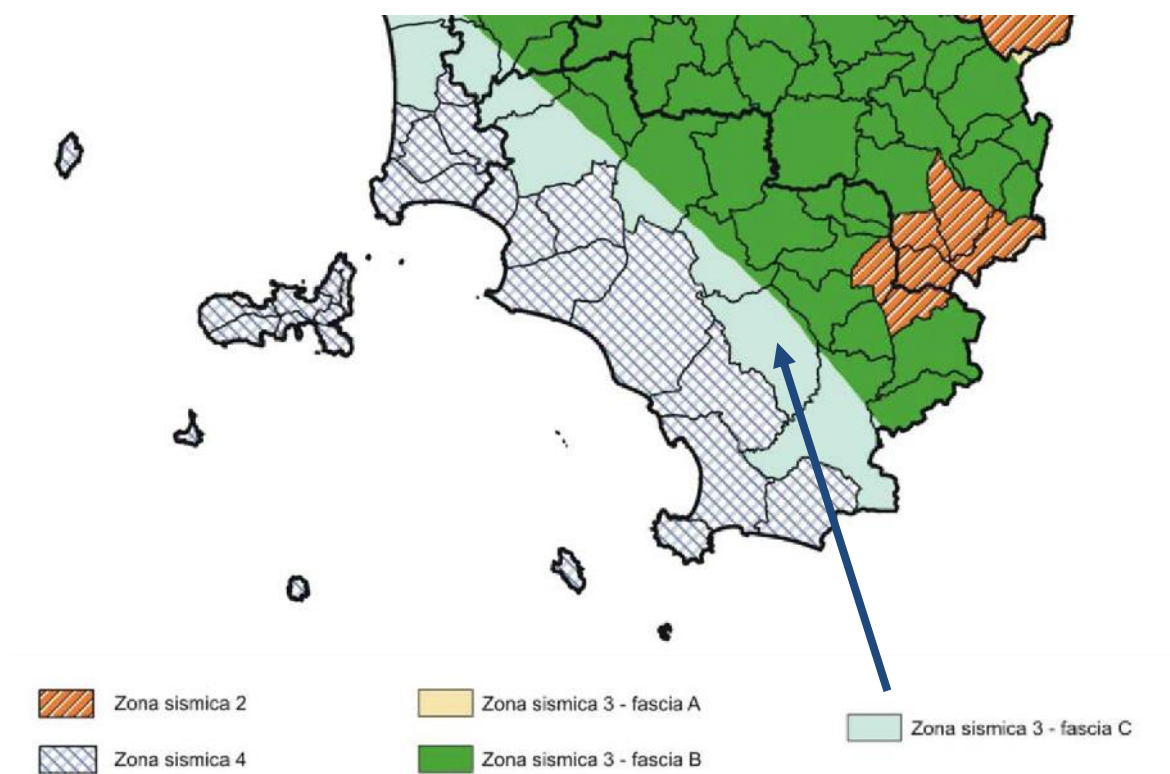 Zona sismica 2
Zona sismica 4
Zona sismica 3 - fascia A
Zona sismica 3 - fascia B
Zona sismica 3 - fascia C